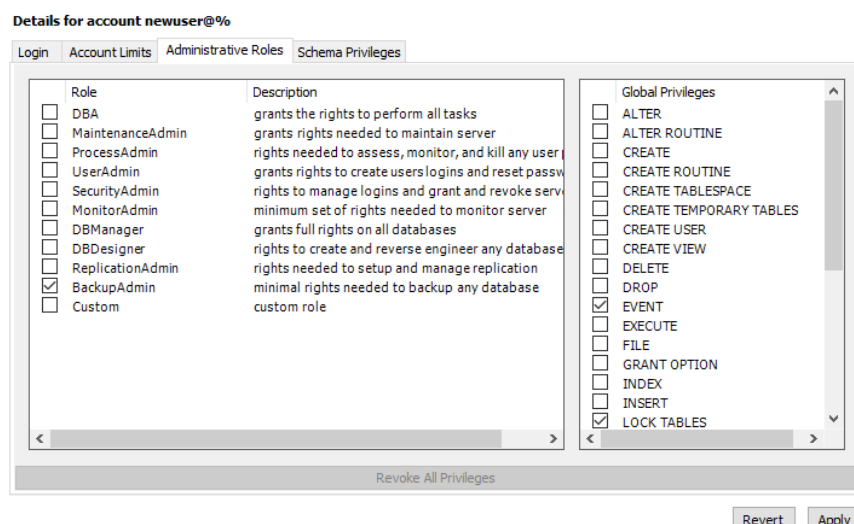 Details for account newuser@%
Login Account Limits Administrative Roles Schema Privileges
Role Description
DBA grants the rights to perform all tasks
MaintenanceAdmin grants rights needed to maintain server
ProcessAdmin rights needed to assess, monitor, and kill any user
UserAdmin grants rights to create users logins and reset
SecurityAdmin rights to manage logins and grant and revoke
MonitorAdmin minimum set of rights needed to monitor server
DBManager grants full rights on all databases
DBDesigner rights to create and reverse engineer any database
ReplicationAdmin rights needed to setup and manage replication
BackupAdmin minimal rights needed to backup any database
Custom custom role
Global Privileges
ALTER
ALTER ROUTINE
CREATE
CREATE ROUTINE
CREATE TABLESPACE
CREATE TEMPORARY TABLES
CREATE USER
CREATE VIEW
DELETE
DROP
EVENT
EXECUTE
FILE
GRANT OPTION
INDEX
INSERT
LOCK TABLES
Revoke All Privileges
Revert Apply